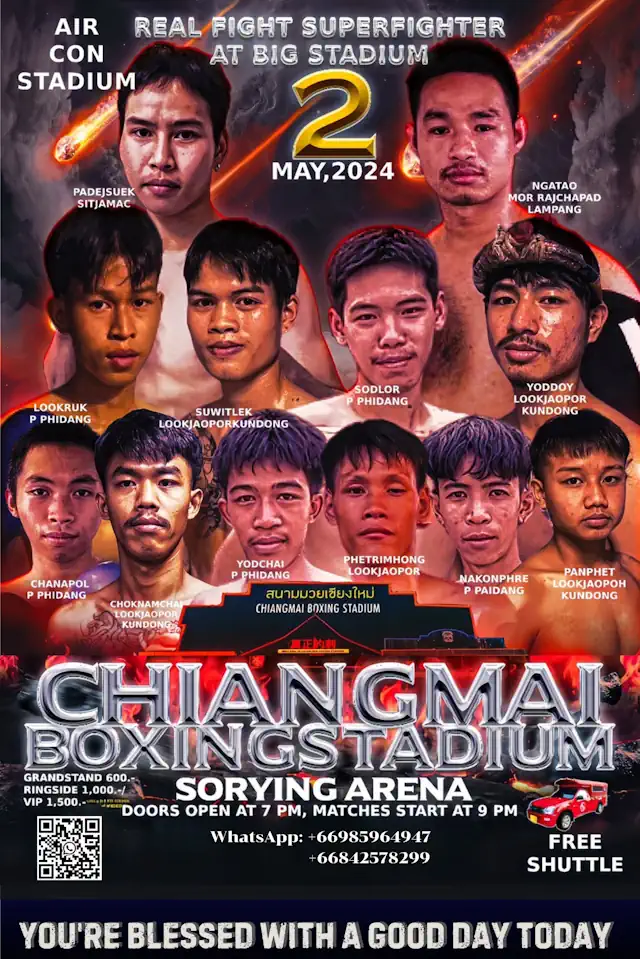 AIR
CON
STADIUM
REAL FIGHT SUPERFIGHTER
AT BIG STADIUM
2
MAY,2024
PADEJSUEK
SITJAMAC
NGATAO
MOR RAJCHAPAD
LAMPANG
LOOKRUK
P PHIDANG
SUWITLEK
LOOKJAOPORKUNDONG
SODLOR
P PHIDANG
YODDOY
LOOKJAOPOR
KUNDONG
CHANAPOL
P PHIDANG
CHOKNAMCHAI
LOOKJAOPOR
KUNDONG
YODCHAI
P PHIDANG
PHETRIMHONG
LOOKJAOPOR
NAKONPHRE
P PAIDANG
PANPHET
LOOKJAOPOH
KUNDONG
สนามมวยเชียงใหม่
CHIANGMAI BOXING STADIUM
CHIANGMAI
BOXINGSTADIUM
GRANDSTAND 600.-
RINGSIDE 1,000.-/
VIP 1,500.-
SORYING ARENA
DOORS OPEN AT 7 PM, MATCHES START AT 9 PM
WhatsApp: +66985964947
+66842578299
FREE
SHUTTLE
YOU'RE BLESSED WITH A GOOD DAY TODAY